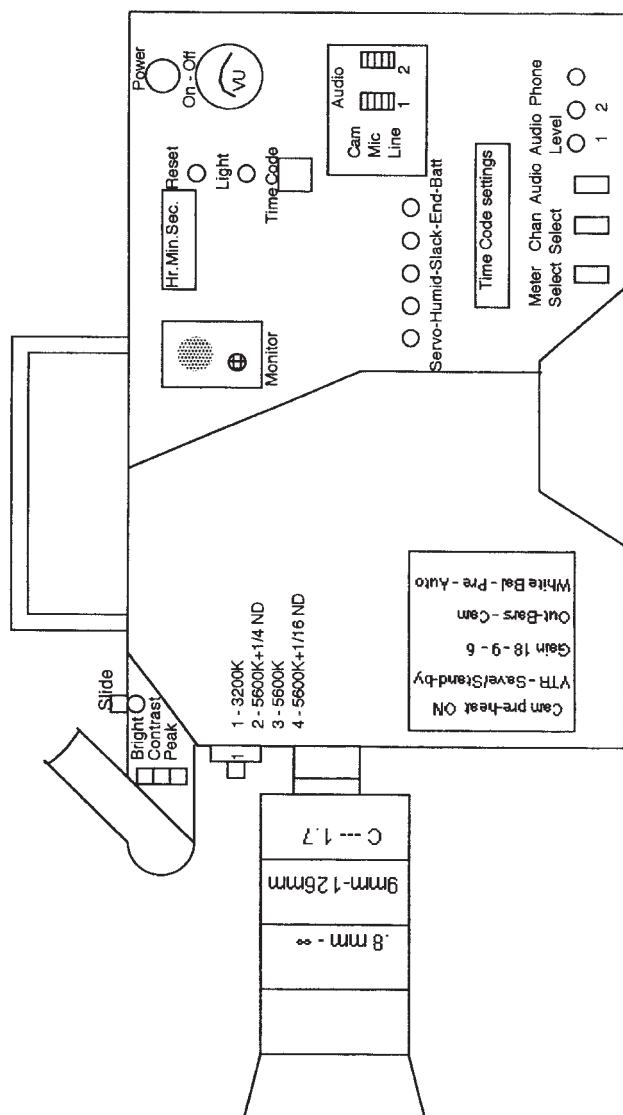 Power
On - Off
VU
Reset
Light
Time Code
Hr.Min.Sec.
Monitor
Audio
Cam
Mic
Line
1 2
Servo-Humid-Slack-End-Batt
Time Code settings
Meter Select
Chan Select
Audio
Audio Level
1 2
Phone
Slide
Bright
Contrast
Peak
1
1 - 3200K
2 - 5600K+1/4 ND
3 - 5600K
4 - 5600K+1/16 ND
Cam pre-heat ON
VTR - Save/Stand-by
Gain 18 - 9 - 6
Out-Bars - Cam
White Bal - Pre - Auto
C --- 1.7
9mm-126mm
.8 mm - ∞